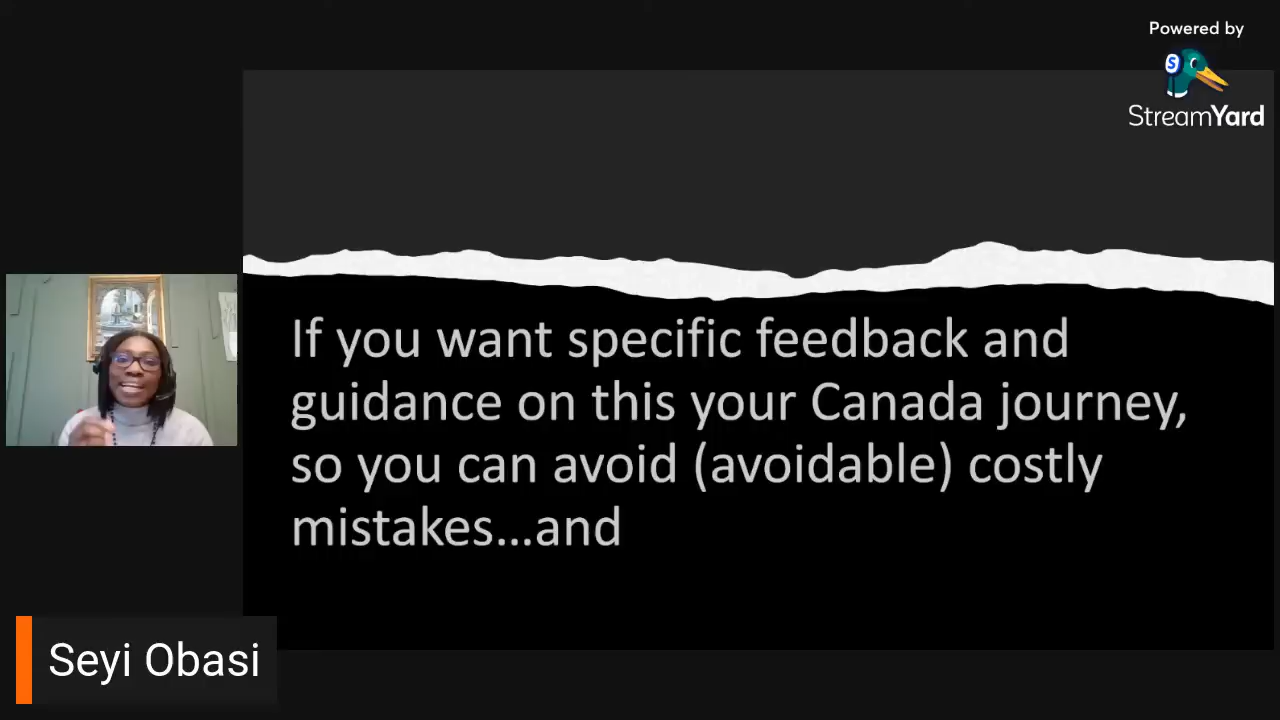 Powered by
StreamYard
If you want specific feedback and
guidance on this your Canada journey,
so you can avoid (avoidable) costly
mistakes...and
Seyi Obasi